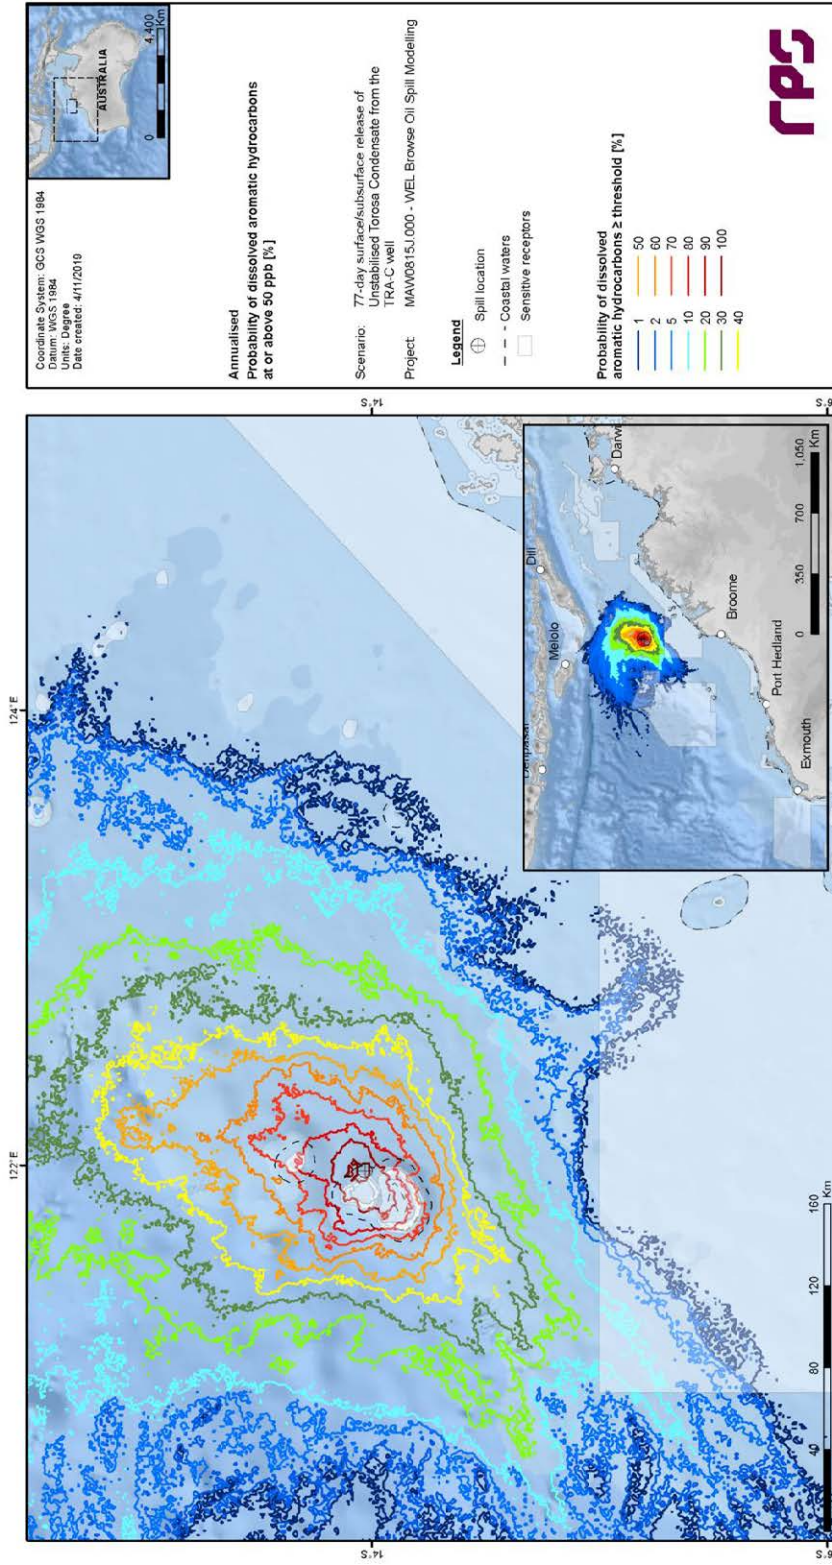 Coordinate System: GCS WGS 1984
Datum: WGS 1984
Units: Degree
Date created: 4/11/2019
AUSTRALIA
0
4,400
Km
Annualised
Probability of dissolved aromatic hydrocarbons
at or above 50 ppb [%]
Scenario: 77-day surface/subsurface release of
Unstabilised Torosa Condensate from the
TRA-C well
Project: MAW0815J.000 - WEL Browse Oil Spill Modelling
Legend
Spill location
Coastal waters
Sensitive receptors
Probability of dissolved
aromatic hydrocarbons ≥ threshold [%]
1 50
2 60
5 70
10 80
20 90
30 100
40
rps
122°E
124°E
14°S
14°S
40 80 120 160
Km
Dili
Melolo
Darwi
Broome
Port Hedland
Exmouth
0 350 700 1,050
Km